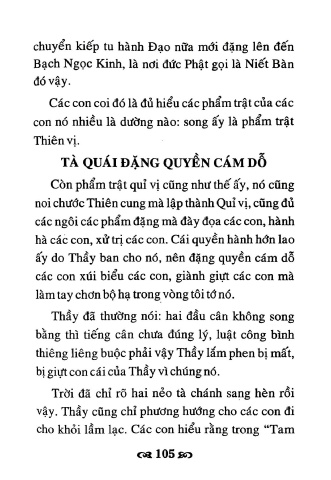 chuyển kiếp tu hành Đạo nữa mới đặng lên đến
Bạch Ngọc Kinh, là nơi đức Phật gọi là Niết Bàn
đó vậy.
Các con coi đó là đủ hiểu các phẩm trật của các
con nó nhiều là dường nào: song ấy là phẩm trật
Thiên vị.
TÀ QUÁI ĐẶNG QUYỀN CÁM DỖ
Còn phẩm trật quỉ vị cũng như thế ấy, nó cũng
noi chước Thiên cung mà lập thành Quỉ vị, cũng đủ
các ngôi các phẩm đặng mà đày đọa các con, hành
hà các con, xử trị các con. Cái quyền hành hớn lao
ấy do Thầy ban cho nó, nên đặng quyền cám dỗ
các con xúi biểu các con, giành giựt các con mà
làm tay chơn bộ hạ trong vòng tôi tớ nó.
Thầy đã thường nói: hai đầu cân không song
bằng thì tiếng cân chưa đúng lý, luật công bình
thiêng liêng buộc phải vậy Thầy lắm phen bị mất,
bị giựt con cái của Thầy vì chúng nó.
Trời đã chỉ rõ hai nẻo tà chánh sang hèn rồi
vậy. Thầy cũng chỉ phương hướng cho các con đi
cho khỏi lầm lạc. Các con hiểu rằng trong “Tam
105